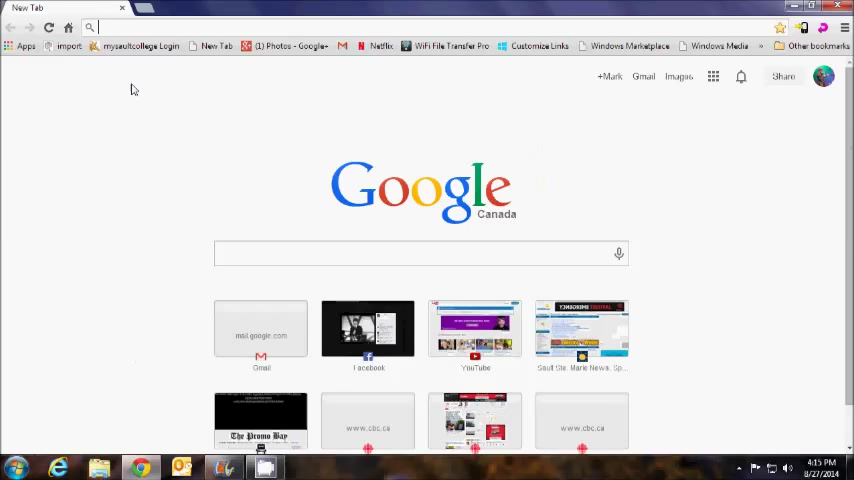 New Tab
Apps import mysaultcollege Login New Tab (1) Photos - Google+ Netflix WiFi File Transfer Pro Customize Links Windows Marketplace Windows Media » Other bookmarks
+Mark Gmail Images Share
Google
Canada
mail.google.com
Gmail Facebook YouTube Sault Ste. Marie News, Sp...
The Promo Bay www.cbc.ca www.cbc.ca
4:15 PM
8/27/2014